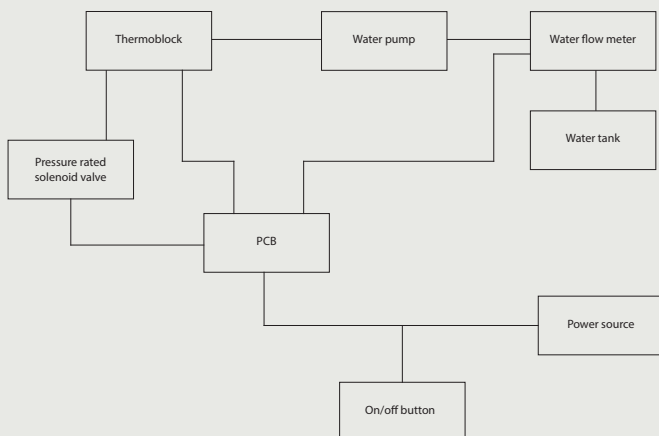 Thermoblock
Water pump
Water flow meter
Water tank
Pressure rated
solenoid valve
PCB
Power source
On/off button